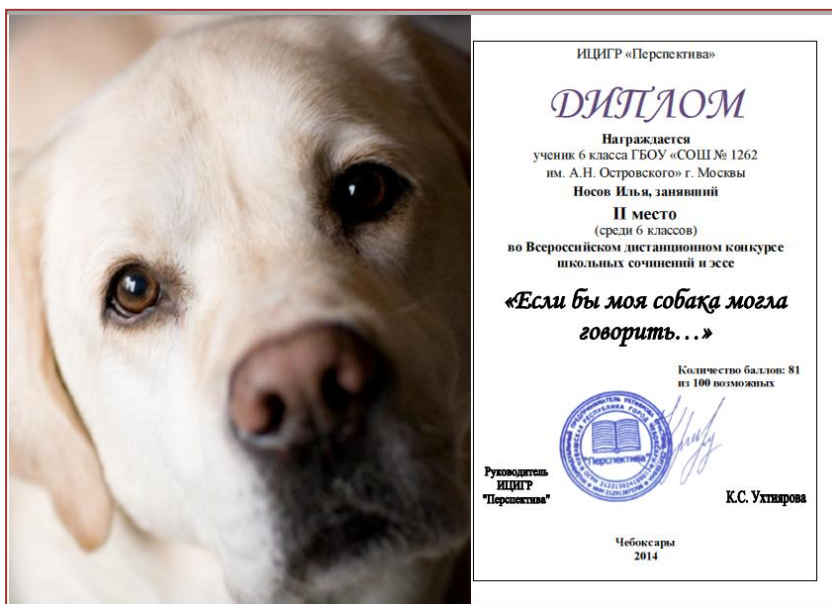 ИЦИГР «Перспектива»
ДИПЛОМ
Награждается
ученик 6 класса ГБОУ «СОШ № 1262
им. А.Н. Островского» г. Москвы
Носов Илья, занявший
II место
(среди 6 классов)
во Всероссийском дистанционном конкурсе
школьных сочинений и эссе
«Если бы моя собака могла
говорить…»
Количество баллов: 81
из 100 возможных
"Перспектива"
Руководитель
ИЦИГР
"Перспектива"
К.С. Ухтиярова
Чебоксары
2014